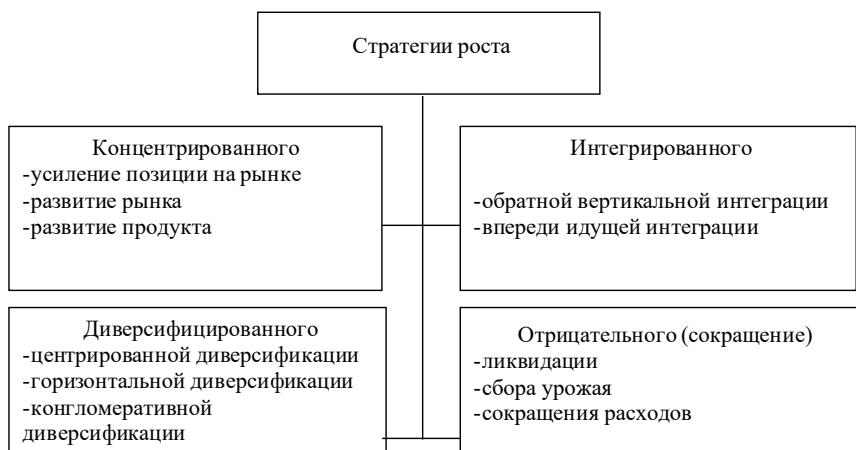 Стратегии роста
Концентрированного
-усиление позиции на рынке
-развитие рынка
-развитие продукта
Интегрированного
-обратной вертикальной интеграции
-впереди идущей интеграции
Диверсифицированного
-центрированной диверсификации
-горизонтальной диверсификации
-конгломеративной
диверсификации
Отрицательного (сокращение)
-ликвидации
-сбора урожая
-сокращения расходов